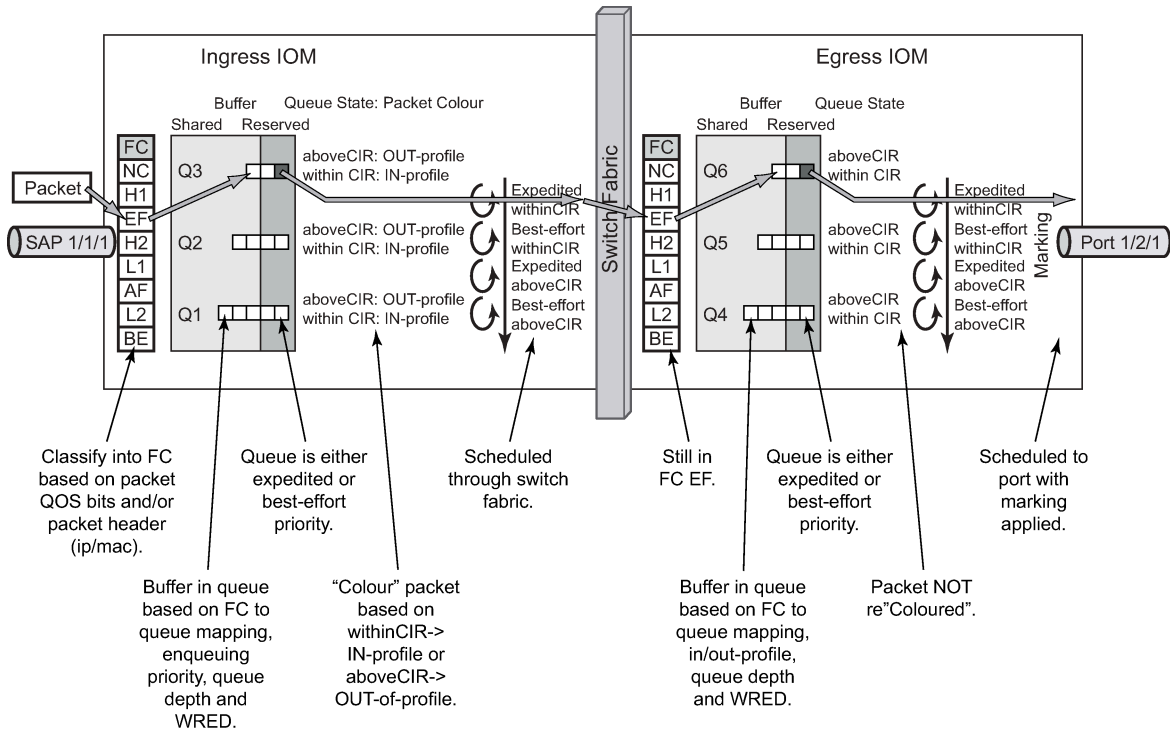 Ingress IOM
Buffer
Queue State: Packet Colour
Shared
Reserved
FC
NC
H1
EF
H2
L1
AF
L2
BE
Packet
SAP 1/1/1
Q3
aboveCIR: OUT-profile
within CIR: IN-profile
Q2
aboveCIR: OUT-profile
within CIR: IN-profile
Q1
aboveCIR: OUT-profile
within CIR: IN-profile
Expedited
withinCIR
Best-effort
withinCIR
Expedited
aboveCIR
Best-effort
aboveCIR
Switch Fabric
Egress IOM
Buffer
Queue State
Shared
Reserved
FC
NC
H1
EF
H2
L1
AF
L2
BE
Q6
aboveCIR
within CIR
Q5
aboveCIR
within CIR
Q4
aboveCIR
within CIR
Expedited
withinCIR
Best-effort
withinCIR
Expedited
aboveCIR
Best-effort
aboveCIR
Marking
Port 1/2/1
Classify into FC
based on packet
QOS bits and/or
packet header
(ip/mac).
Queue is either
expedited or
best-effort
priority.
Scheduled
through switch
fabric.
Still in
FC EF.
Queue is either
expedited or
best-effort
priority.
Scheduled to
port with
marking
applied.
Buffer in queue
based on FC to
queue mapping,
enqueuing
priority, queue
depth and
WRED.
“Colour” packet
based on
withinCIR->
IN-profile or
aboveCIR->
OUT-of-profile.
Buffer in queue
based on FC to
queue mapping,
in/out-profile,
queue depth
and WRED.
Packet NOT
re”Coloured”.